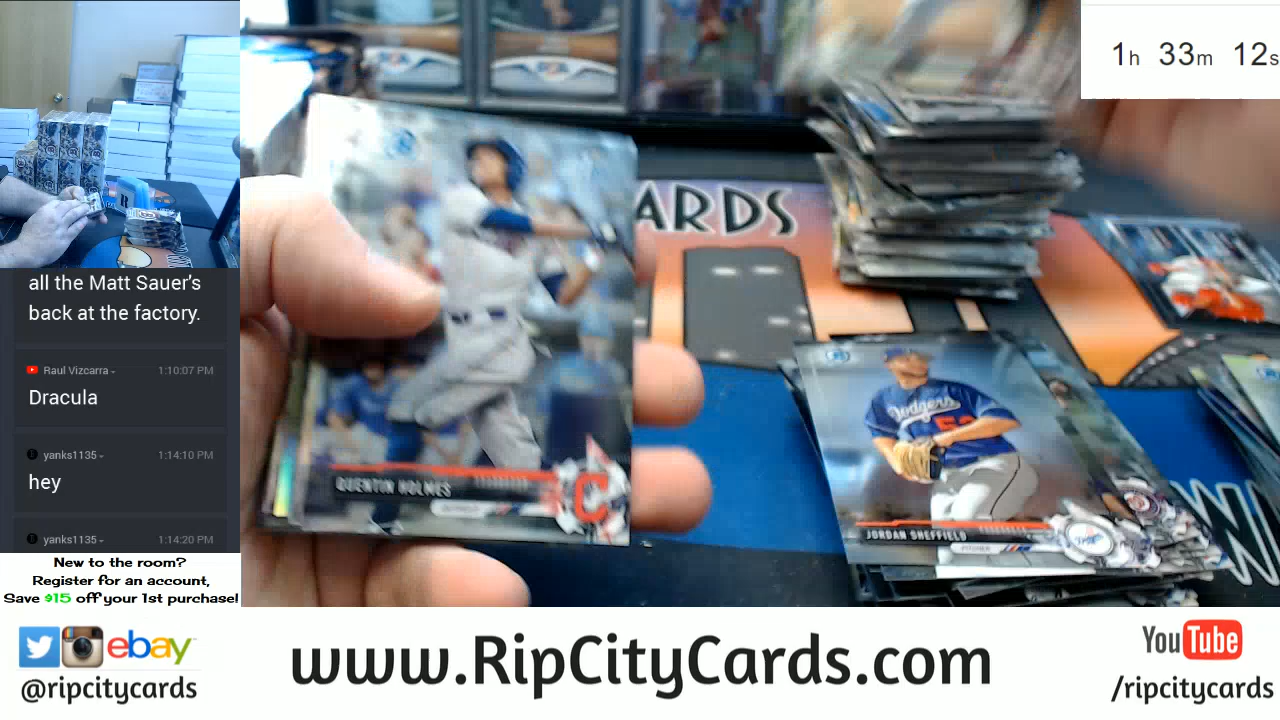 1h 33m 12s
all the Matt Sauer's
back at the factory.
Raul Vizcarra
1:10:07 PM
Dracula
yanks1135
1:14:10 PM
hey
yanks1135
1:14:20 PM
New to the room?
Register for an account,
Save $15 off your 1st purchase!
ARDS
QUENTIN HOLMES
C
Dodgers
JORDAN SHEFFIELD
PITCHER
W
ebay
@ripcitycards
www.RipCityCards.com
YouTube
/ripcitycards